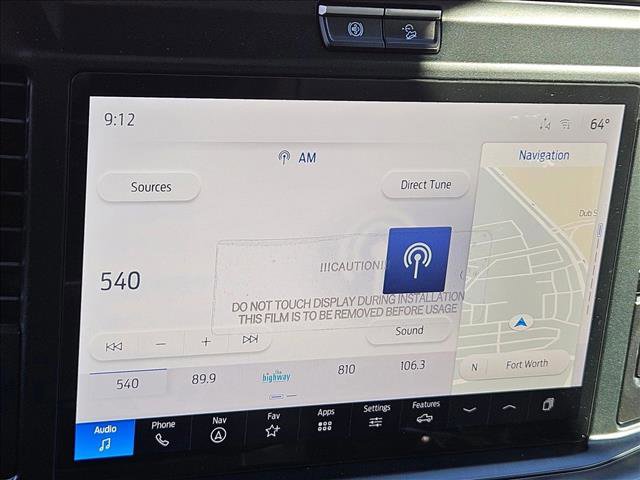 9:12
64°
AM
Navigation
Sources
Direct Tune
Dub S
540
!!!CAUTION!!!
DO NOT TOUCH DISPLAY DURING INSTALLATION
THIS FILM IS TO BE REMOVED BEFORE USAGE
Sound
N Fort Worth
540 89.9 the highway 810 106.3
Audio Phone Nav Fav Apps Settings Features